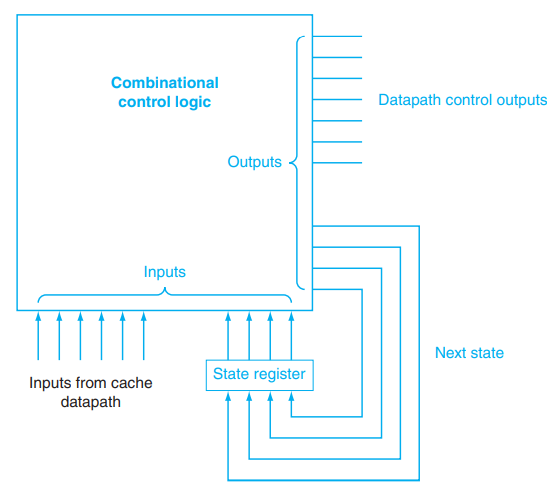 Combinational
control logic
Datapath control outputs
Outputs
Inputs
Next state
State register
Inputs from cache
datapath